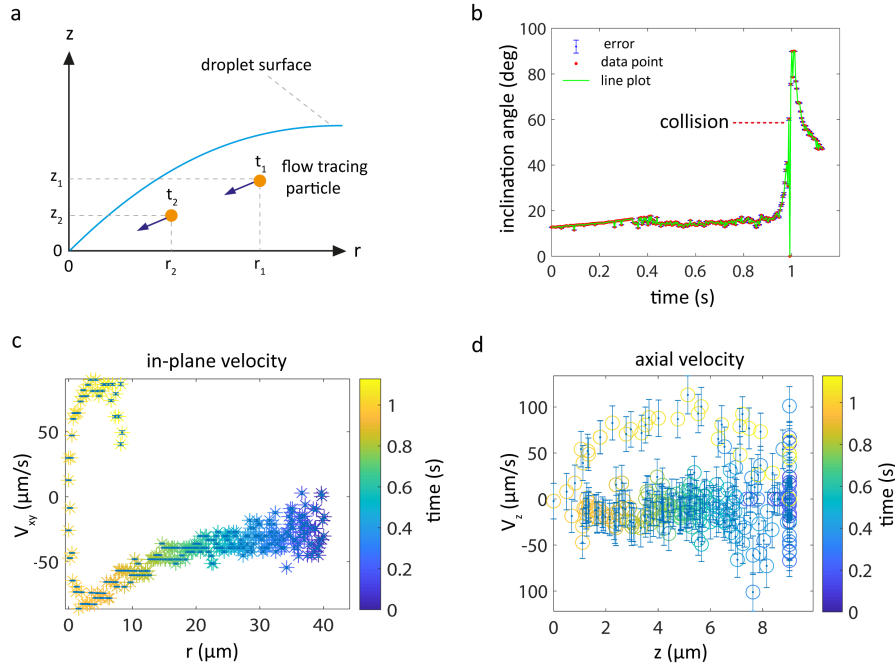 a
z
droplet surface
z1
t1
flow tracing
particle
z2
t2
0
0
r2
r1
r
b
inclination angle (deg)
100
80
60
40
20
0
error
data point
line plot
collision
0
0.2
0.4
0.6
0.8
1
time (s)
c
in-plane velocity
Vxy (µm/s)
50
0
-50
0
10
20
30
40
r (µm)
1
0.8
0.6
0.4
0.2
0
time (s)
d
axial velocity
Vz (µm/s)
100
50
0
-50
-100
0
2
4
6
8
z (µm)
1
0.8
0.6
0.4
0.2
0
time (s)